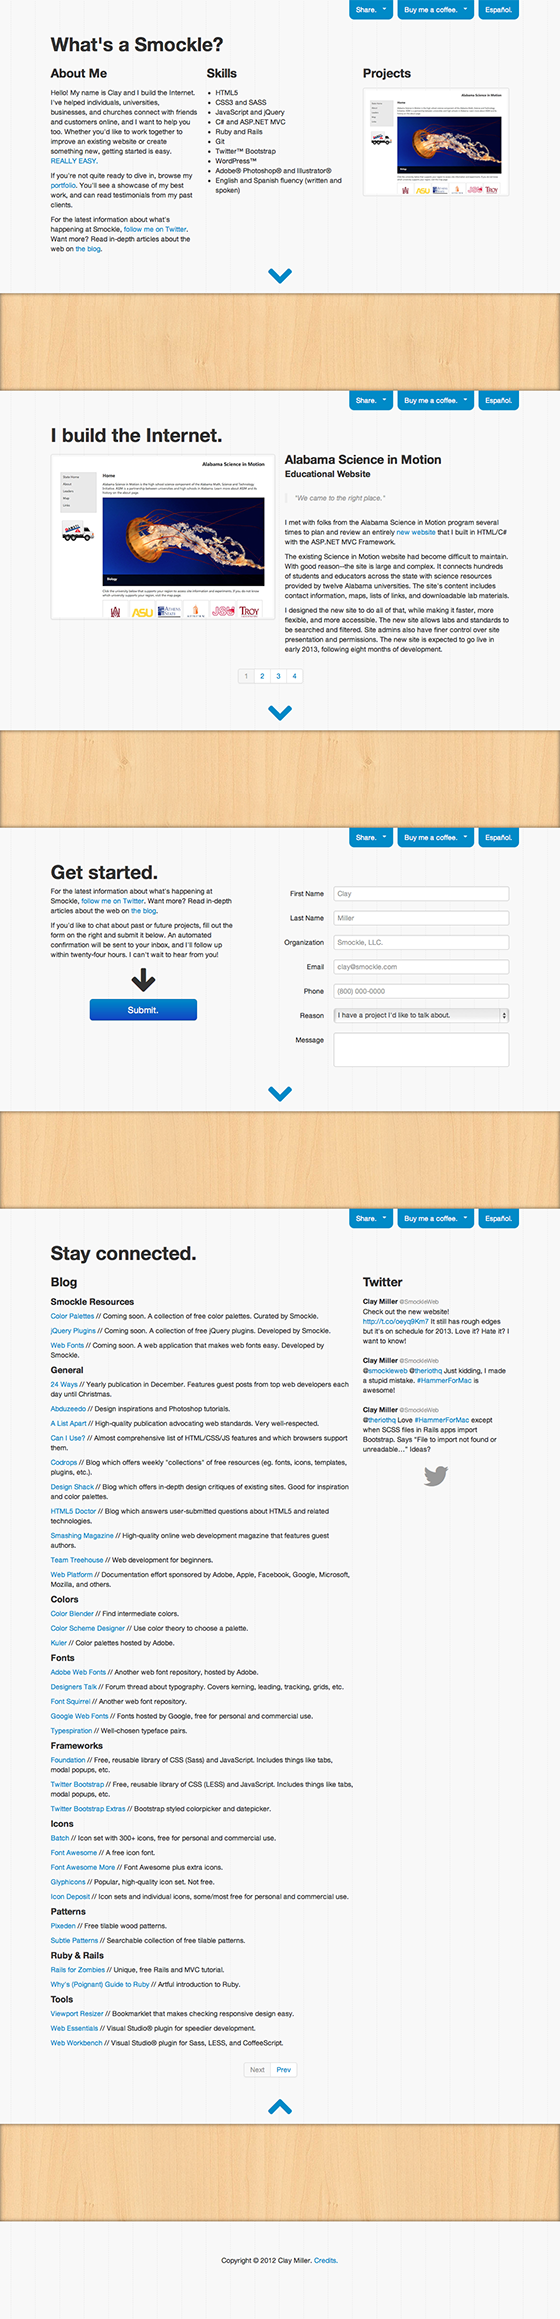 Share.
Buy me a coffee.
Español.
What's a Smockle?
About Me
Hello! My name is Clay and I build the Internet.
I've helped individuals, universities,
businesses, and churches connect with friends
and customers online, and I want to help you
too. Whether you'd like to work together to
improve an existing website or create
something new, getting started is easy.
REALLY EASY.
If you're not quite ready to dive in, browse my
portfolio. You'll see a showcase of my best
work, and can read testimonials from my past
clients.
For the latest information about what's
happening at Smockle, follow me on Twitter.
Want more? Read in-depth articles about the
web on the blog.
Skills
HTML5
CSS3 and SASS
JavaScript and jQuery
C# and ASP.NET MVC
Ruby and Rails
Git
Twitter™ Bootstrap
WordPress™
Adobe® Photoshop® and Illustrator®
English and Spanish fluency (written and
spoken)
Projects
Alabama Science in Motion
Home
Share.
Buy me a coffee.
Español.
I build the Internet.
Alabama Science in Motion
Home
Biology
ASU
TROY
Alabama Science in Motion
Educational Website
"We came to the right place."
I met with folks from the Alabama Science in Motion program several
times to plan and review an entirely new website that I built in HTML/C#
with the ASP.NET MVC Framework.
The existing Science in Motion website had become difficult to maintain.
With good reason--the site is large and complex. It connects hundreds
of students and educators across the state with science resources
provided by twelve Alabama universities. The site's content includes
contact information, maps, lists of links, and downloadable lab materials.
I designed the new site to do all of that, while making it faster, more
flexible, and more accessible. The new site allows labs and standards to
be searched and filtered. Site admins also have finer control over site
presentation and permissions. The new site is expected to go live in
early 2013, following eight months of development.
1 2 3 4
Share.
Buy me a coffee.
Español.
Get started.
For the latest information about what's happening at
Smockle, follow me on Twitter. Want more? Read in-depth
articles about the web on the blog.
If you'd like to chat about past or future projects, fill out the
form on the right and submit it below. An automated
confirmation will be sent to your inbox, and I'll follow up
within twenty-four hours. I can't wait to hear from you!
Submit.
First Name Clay
Last Name Miller
Organization Smockle, LLC.
Email clay@smockle.com
Phone (800) 000-0000
Reason I have a project I'd like to talk about.
Message
Share.
Buy me a coffee.
Español.
Stay connected.
Blog
Smockle Resources
Color Palettes // Coming soon. A collection of free color palettes. Curated by Smockle.
jQuery Plugins // Coming soon. A collection of free jQuery plugins. Developed by Smockle.
Web Fonts // Coming soon. A web application that makes web fonts easy. Developed by
Smockle.
General
24 Ways // Yearly publication in December. Features guest posts from top web developers each
day until Christmas.
Abduzeedo // Design inspirations and Photoshop tutorials.
A List Apart // High-quality publication advocating web standards. Very well-respected.
Can I Use? // Almost comprehensive list of HTML/CSS/JS features and which browsers support
them.
Codrops // Blog which offers weekly "collections" of free resources (eg. fonts, icons, templates,
plugins, etc.).
Design Shack // Blog which offers in-depth design critiques of existing sites. Good for inspiration
and color palettes.
HTML5 Doctor // Blog which answers user-submitted questions about HTML5 and related
technologies.
Smashing Magazine // High-quality online web development magazine that features guest
authors.
Team Treehouse // Web development for beginners.
Web Platform // Documentation effort sponsored by Adobe, Apple, Facebook, Google, Microsoft,
Mozilla, and others.
Colors
Color Blender // Find intermediate colors.
Color Scheme Designer // Use color theory to choose a palette.
Kuler // Color palettes hosted by Adobe.
Fonts
Adobe Web Fonts // Another web font repository, hosted by Adobe.
Designers Talk // Forum thread about typography. Covers kerning, leading, tracking, grids, etc.
Font Squirrel // Another web font repository.
Google Web Fonts // Fonts hosted by Google, free for personal and commercial use.
Typespiration // Well-chosen typeface pairs.
Frameworks
Foundation // Free, reusable library of CSS (Sass) and JavaScript. Includes things like tabs,
modal popups, etc.
Twitter Bootstrap // Free, reusable library of CSS (LESS) and JavaScript. Includes things like tabs,
modal popups, etc.
Twitter Bootstrap Extras // Bootstrap styled colorpicker and datepicker.
Icons
Batch // Icon set with 300+ icons, free for personal and commercial use.
Font Awesome // A free icon font.
Font Awesome More // Font Awesome plus extra icons.
Glyphicons // Popular, high-quality icon set. Not free.
Icon Deposit // Icon sets and individual icons, some/most free for personal and commercial use.
Patterns
Pixeden // Free tilable wood patterns.
Subtle Patterns // Searchable collection of free tilable patterns.
Ruby & Rails
Rails for Zombies // Unique, free Rails and MVC tutorial.
Why's (Poignant) Guide to Ruby // Artful introduction to Ruby.
Tools
Viewport Resizer // Bookmarklet that makes checking responsive design easy.
Web Essentials // Visual Studio® plugin for speedier development.
Web Workbench // Visual Studio® plugin for Sass, LESS, and CoffeeScript.
Next Prev
Twitter
Clay Miller @SmockleWeb
Check out the new website!
http://t.co/oeyq9Km7 It still has rough edges
but it's on schedule for 2013. Love it? Hate it? I
want to know!
Clay Miller @SmockleWeb
@smockleweb @theriothq Just kidding, I made
a stupid mistake. #HammerForMac is
awesome!
Clay Miller @SmockleWeb
@theriothq Love #HammerForMac except
when SCSS files in Rails apps import
Bootstrap. Says "File to import not found or
unreadable..." Ideas?
Copyright © 2012 Clay Miller. Credits.